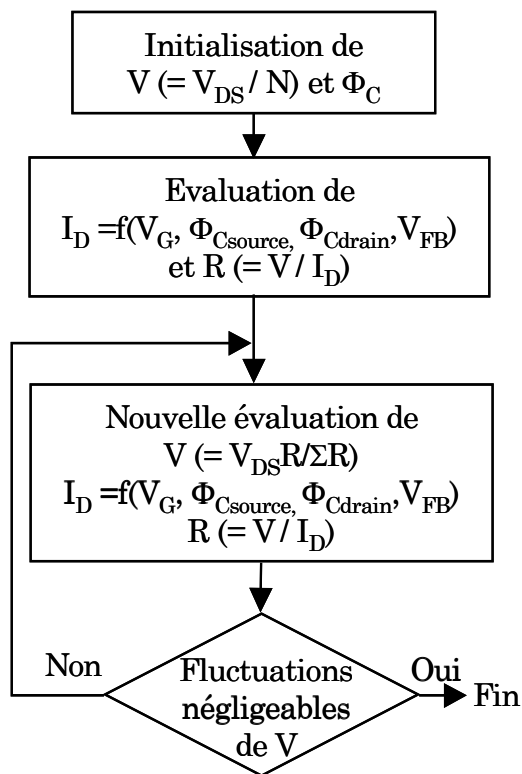 Initialisation de
V (= V_DS / N) et Φ_C
Evaluation de
I_D =f(V_G, Φ_Csource, Φ_Cdrain,V_FB)
et R (= V / I_D)
Nouvelle évaluation de
V (= V_DS R/ΣR)
I_D =f(V_G, Φ_Csource, Φ_Cdrain,V_FB)
R (= V / I_D)
Non
Fluctuations
négligeables
de V
Oui
Fin